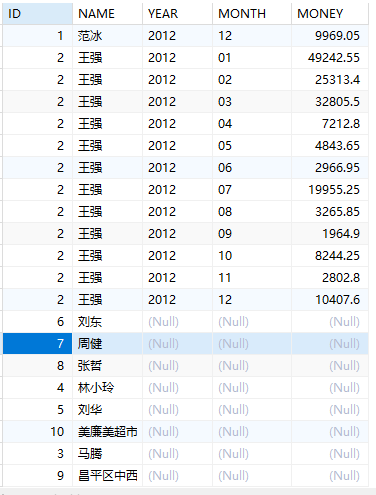 ID NAME YEAR MONTH MONEY
1 范冰 2012 12 9969.05
2 王强 2012 01 49242.55
2 王强 2012 02 25313.4
2 王强 2012 03 32805.5
2 王强 2012 04 7212.8
2 王强 2012 05 4843.65
2 王强 2012 06 2966.95
2 王强 2012 07 19955.25
2 王强 2012 08 3265.85
2 王强 2012 09 1964.9
2 王强 2012 10 8244.25
2 王强 2012 11 2802.8
2 王强 2012 12 10407.6
6 刘东 (Null) (Null) (Null)
7 周健 (Null) (Null) (Null)
8 张哲 (Null) (Null) (Null)
4 林小玲 (Null) (Null) (Null)
5 刘华 (Null) (Null) (Null)
10 美廉美超市 (Null) (Null) (Null)
3 马腾 (Null) (Null) (Null)
9 昌平区中西 (Null) (Null) (Null)